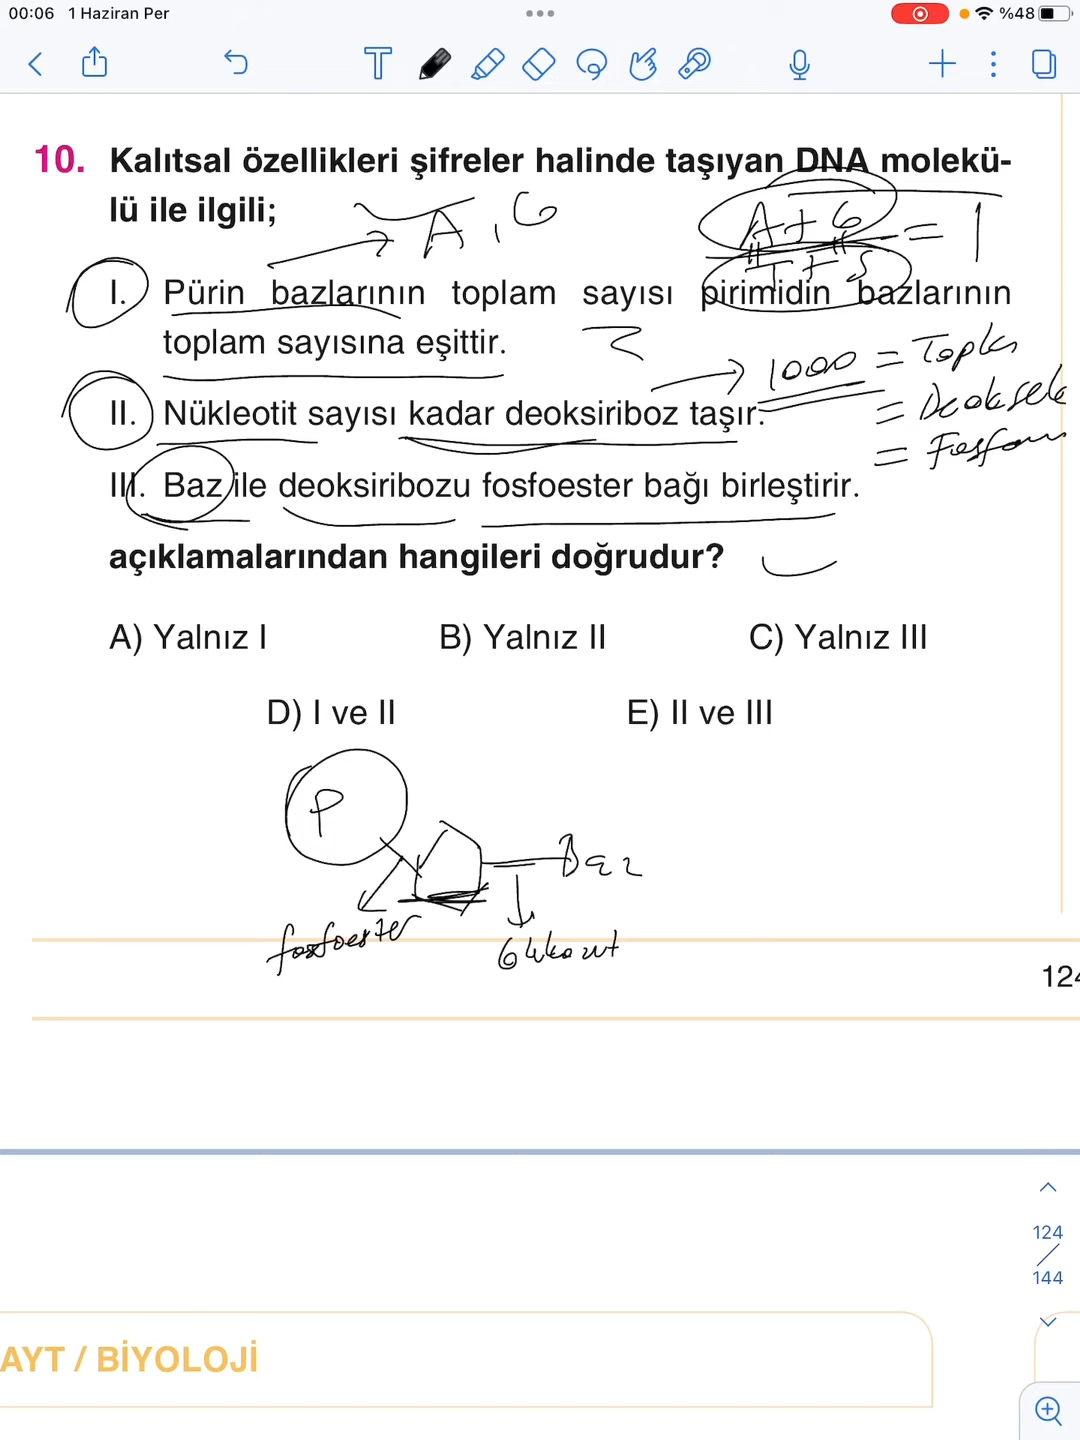 00:06 1 Haziran Per
%48
T
10. Kalıtsal özellikleri şifreler halinde taşıyan DNA molekü-
lü ile ilgili;
A, G
A + G
T + S
= 1
I. Pürin bazlarının toplam sayısı pirimidin bazlarının
toplam sayısına eşittir.
1000 = Toplam
II. Nükleotit sayısı kadar deoksiriboz taşır.
III. Baz ile deoksiribozu fosfoester bağı birleştirir.
açıklamalarından hangileri doğrudur?
A) Yalnız I
B) Yalnız II
C) Yalnız III
D) I ve II
E) II ve III
P
Baz
fosfoester
Glikozit
124
124
144
AYT / BİYOLOJİ